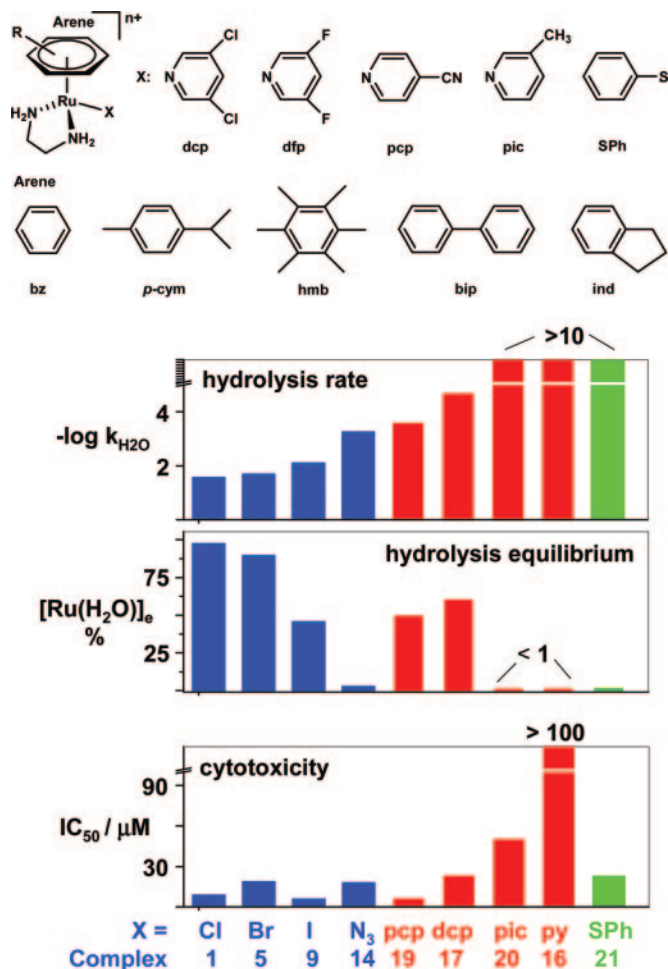 Arene n+
R
Ru
X
H₂N
NH₂
X:
N Cl Cl
N F F
N CN
N CH₃
S
dcp dfp pcp pic SPh
Arene
bz p-cym hmb bip ind
>10
hydrolysis rate
4
2
-log k_H2O
hydrolysis equilibrium
75
25
[Ru(H₂O)]e
%
< 1
> 100
cytotoxicity
90
30
IC₅₀ / μM
X = Cl Br I N₃ pcp dcp pic py SPh
Complex 1 5 9 14 19 17 20 16 21